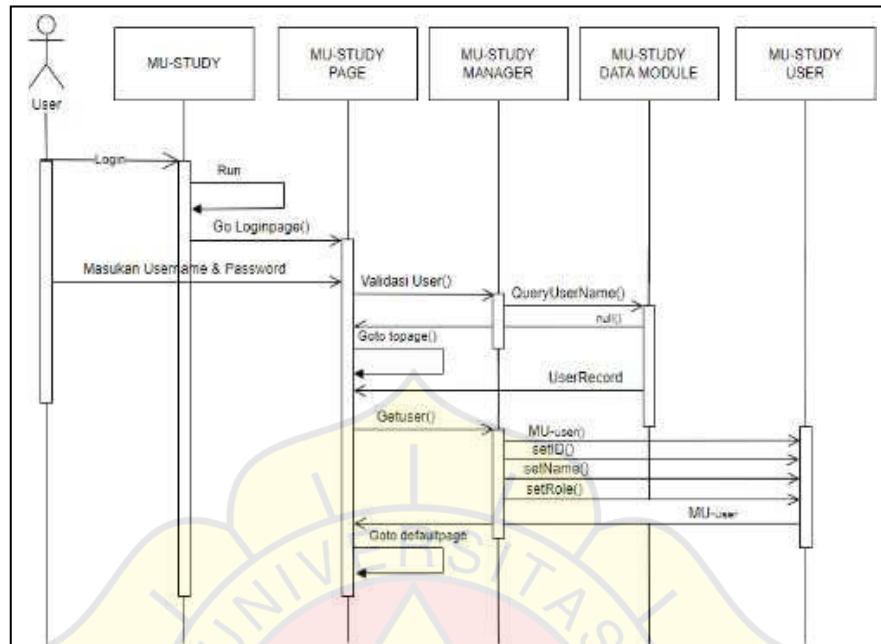 MU-STUDY
MU-STUDY
PAGE
MU-STUDY
MANAGER
MU-STUDY
DATA MODULE
MU-STUDY
USER
User
Login
Run
Go Loginpage()
Masukan Username & Password
Validasi User()
QueryUserName()
null()
Goto topage()
UserRecord
Getuser()
MU-user()
setID()
setName()
setRole()
MU-user
Goto defaultpage
UNIVERSITAS